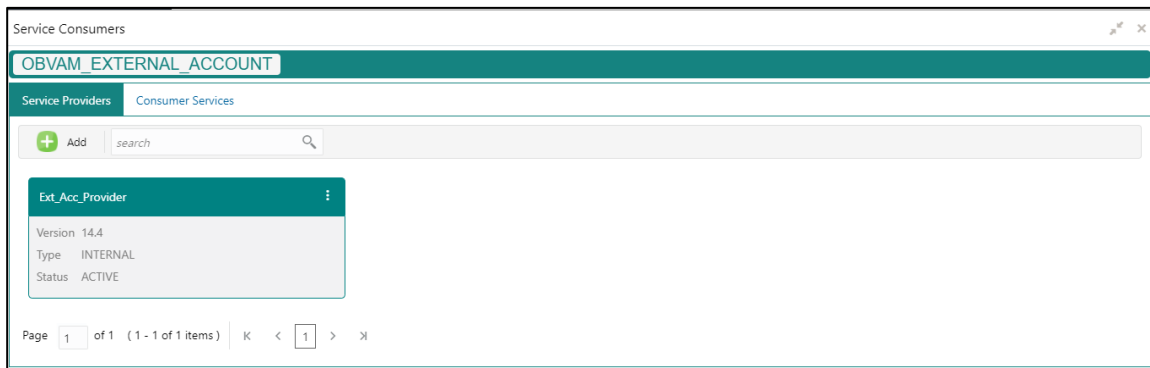 Service Consumers
OBVAM_EXTERNAL_ACCOUNT
Service Providers Consumer Services
Add search
Ext_Acc_Provider
Version 14.4
Type INTERNAL
Status ACTIVE
Page 1 of 1 ( 1 - 1 of 1 items ) 1